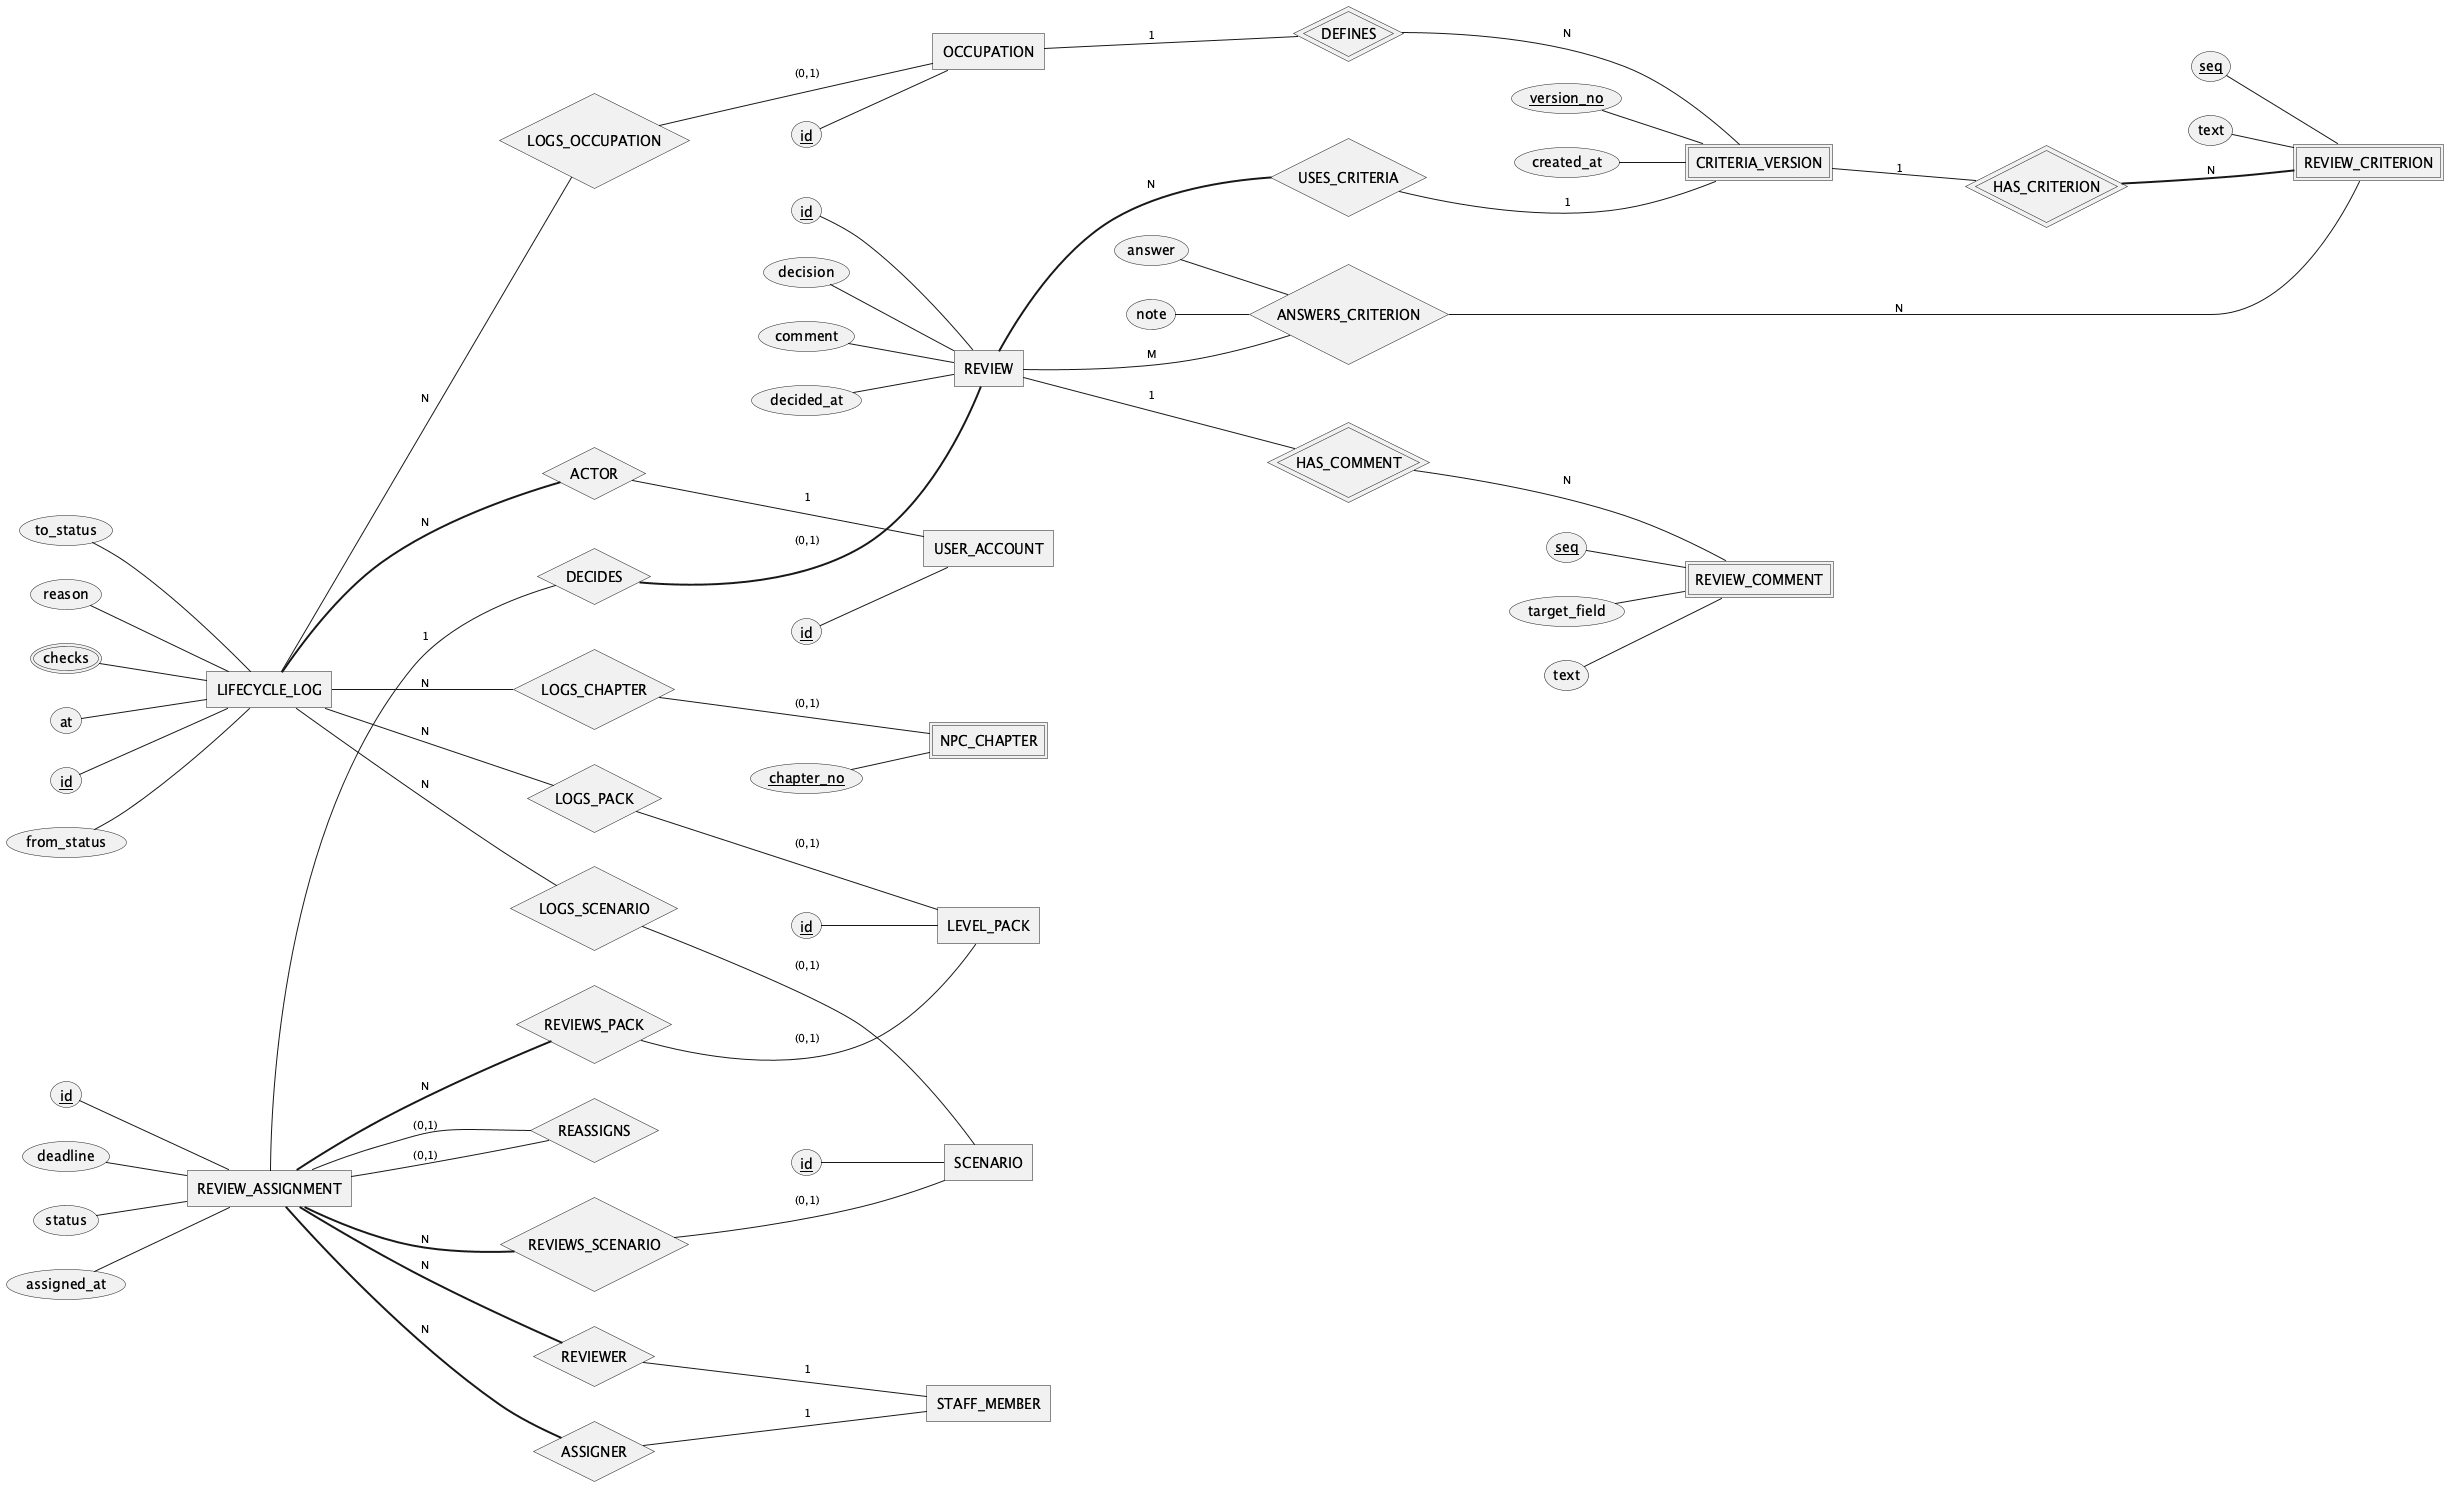 DEFINES
1
N
OCCUPATION
(0,1)
seq
version_no
id
text
LOGS_OCCUPATION
created_at
CRITERIA_VERSION
REVIEW_CRITERION
1
N
HAS_CRITERION
N
USES_CRITERIA
1
id
answer
decision
note
ANSWERS_CRITERION
N
comment
M
REVIEW
decided_at
1
N
HAS_COMMENT
N
ACTOR
1
N
to_status
(0,1)
USER_ACCOUNT
seq
DECIDES
REVIEW_COMMENT
reason
target_field
id
1
checks
text
LIFECYCLE_LOG
N
LOGS_CHAPTER
(0,1)
at
N
NPC_CHAPTER
id
chapter_no
N
LOGS_PACK
from_status
(0,1)
LOGS_SCENARIO
id
LEVEL_PACK
(0,1)
REVIEWS_PACK
(0,1)
N
id
(0,1)
REASSIGNS
deadline
(0,1)
id
SCENARIO
REVIEW_ASSIGNMENT
(0,1)
status
N
REVIEWS_SCENARIO
N
assigned_at
N
REVIEWER
1
STAFF_MEMBER
1
ASSIGNER